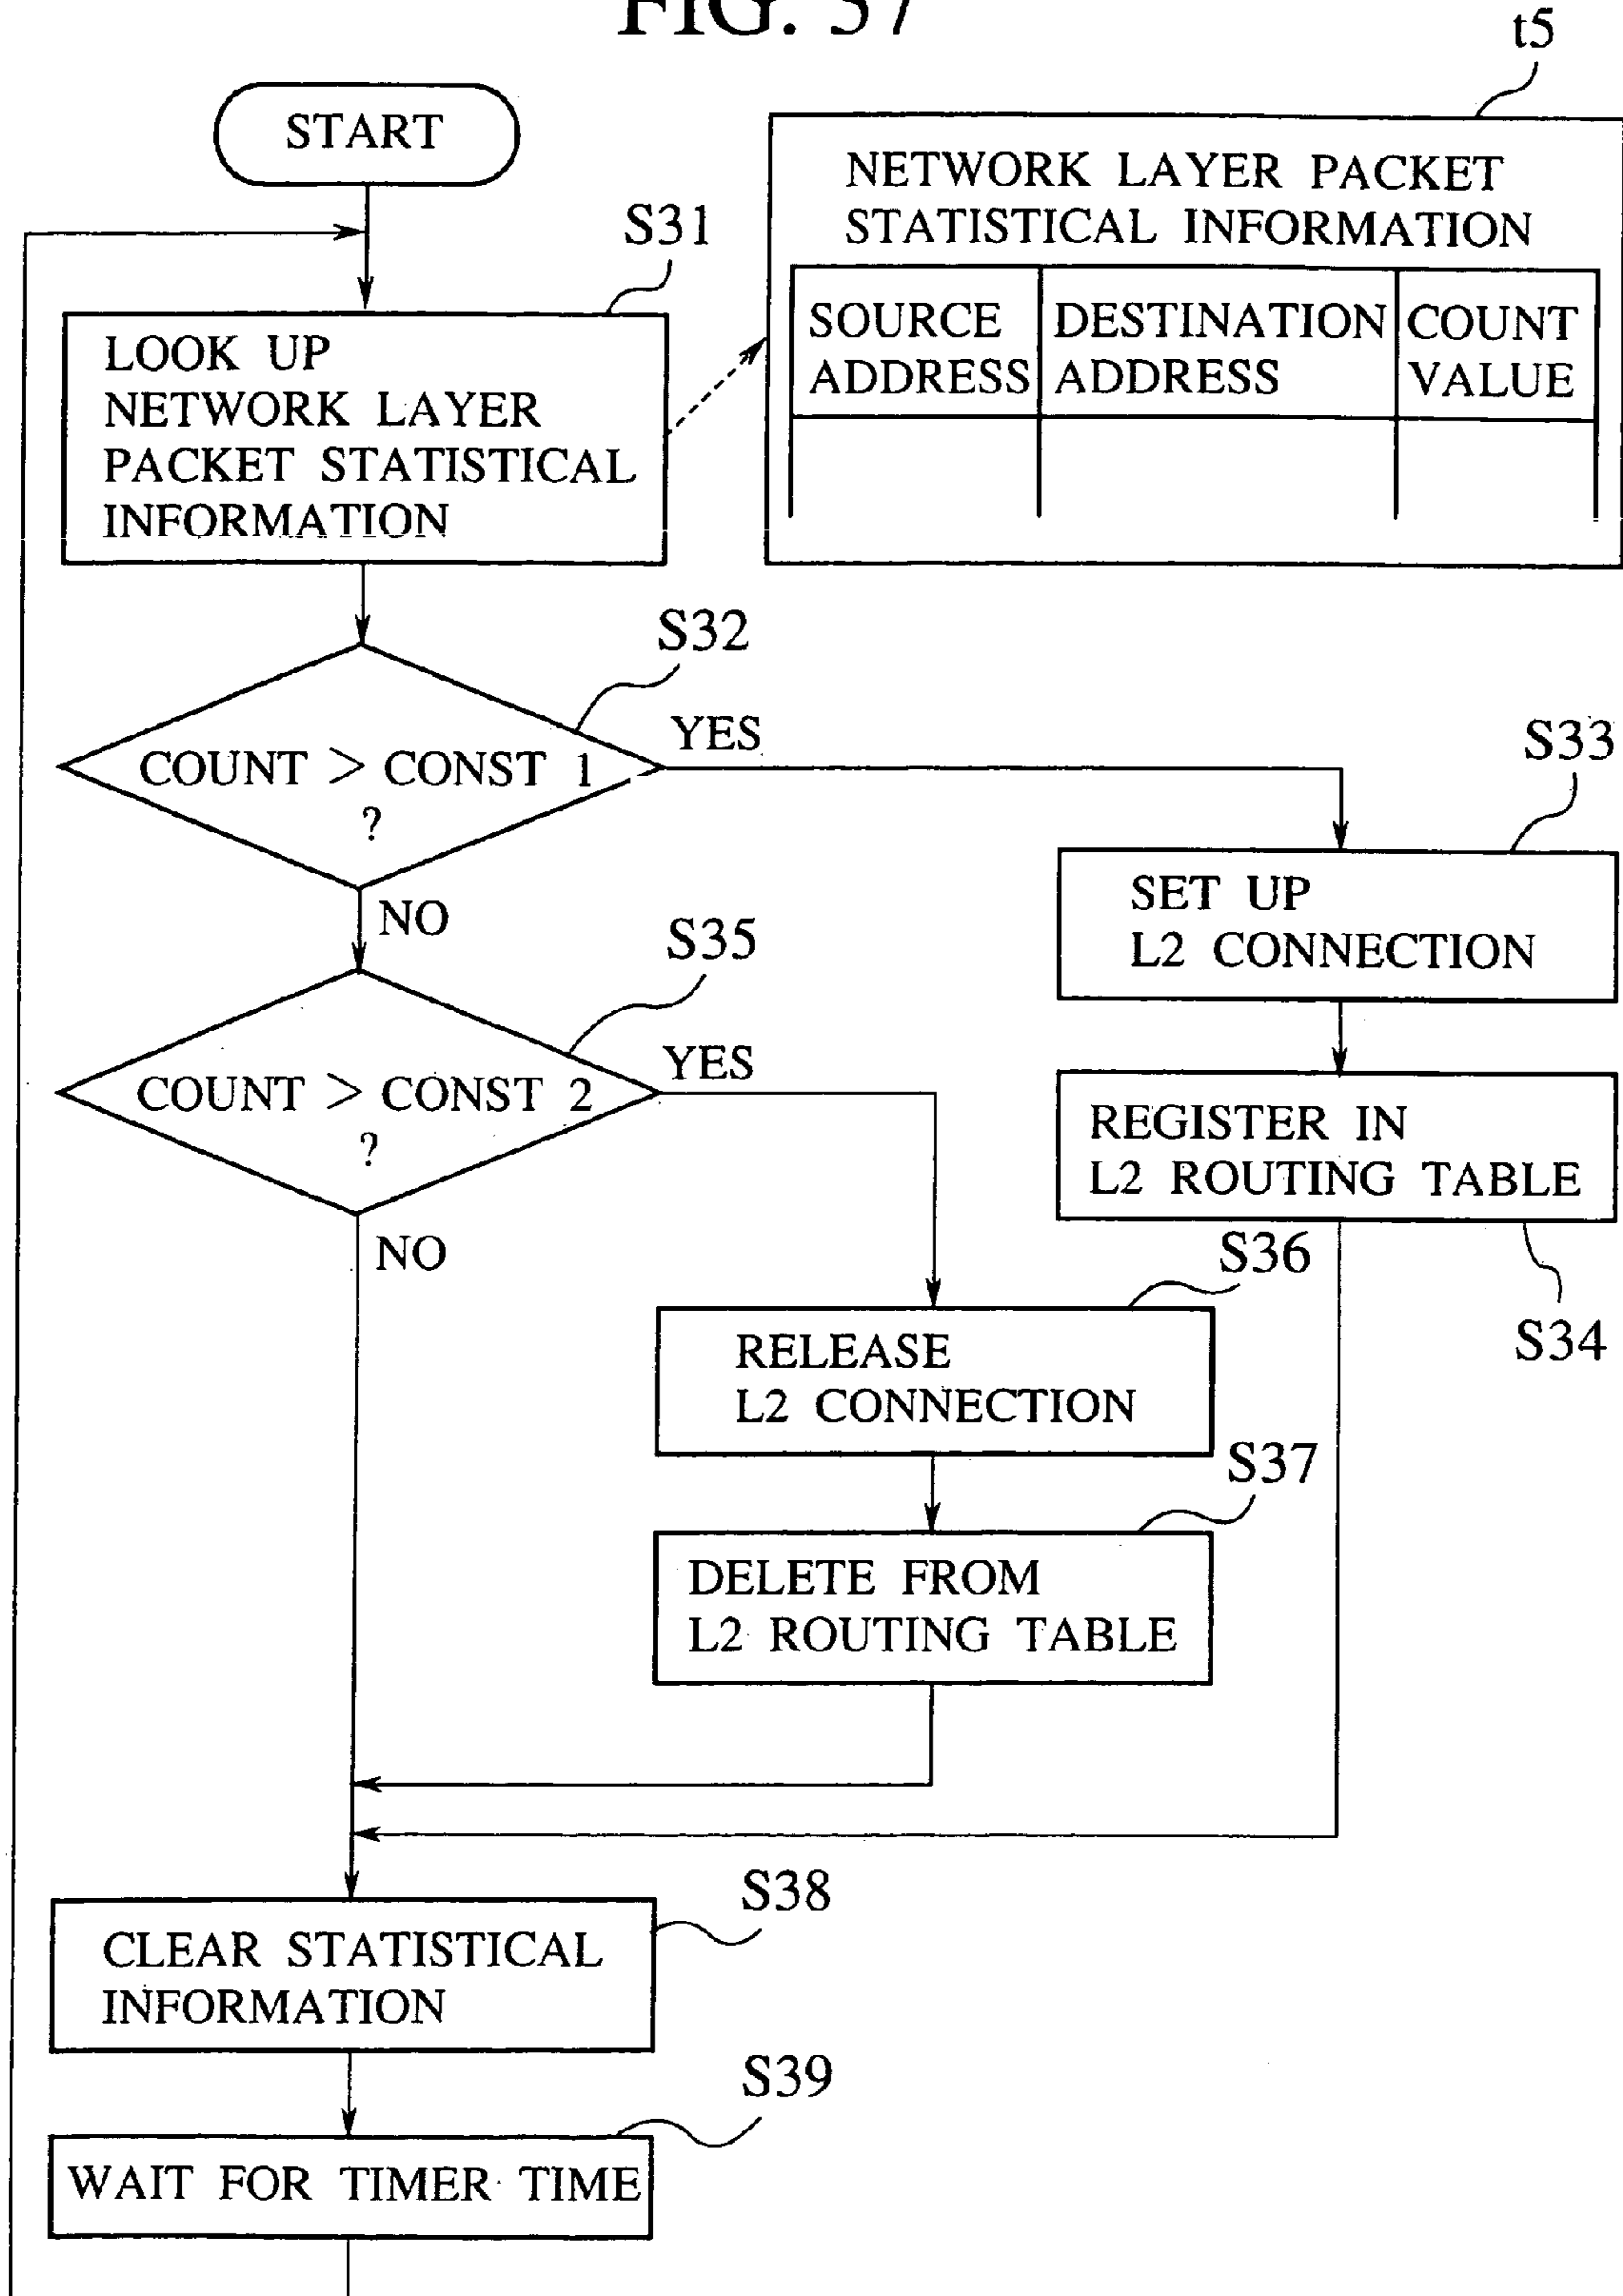 FIG. 37
t5
START
NETWORK LAYER PACKET
STATISTICAL INFORMATION
SOURCE
ADDRESS
DESTINATION
ADDRESS
COUNT
VALUE
S31
LOOK UP
NETWORK LAYER
PACKET STATISTICAL
INFORMATION
S32
COUNT > CONST 1
?
YES
NO
S33
SET UP
L2 CONNECTION
S35
COUNT > CONST 2
?
YES
NO
REGISTER IN
L2 ROUTING TABLE
S34
S36
RELEASE
L2 CONNECTION
S37
DELETE FROM
L2 ROUTING TABLE
S38
CLEAR STATISTICAL
INFORMATION
S39
WAIT FOR TIMER TIME